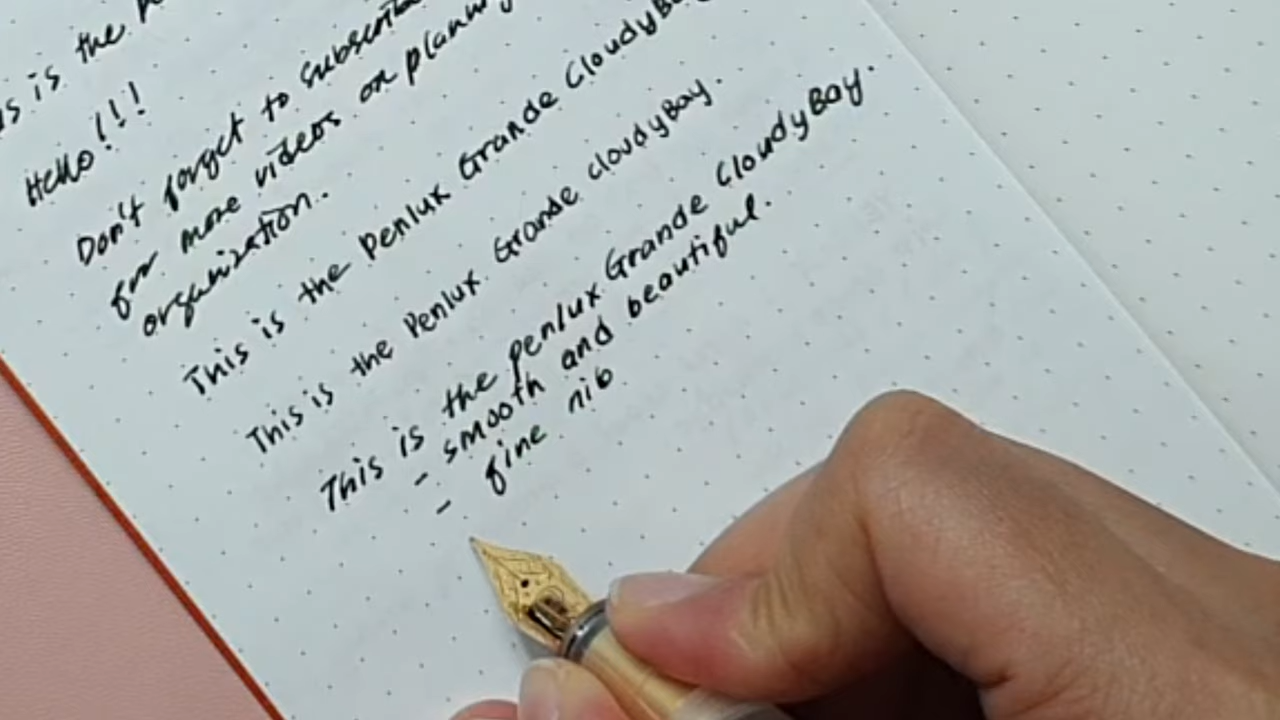 is is the
Hello!!!
Don't forget to subscribe
for more videos on planning
organization.
This is the Penlux Grande CloudyBay
This is the Penlux Grande cloudyBay.
This is the penlux Grande CloudyBay.
- smooth and beautiful.
- fine nib